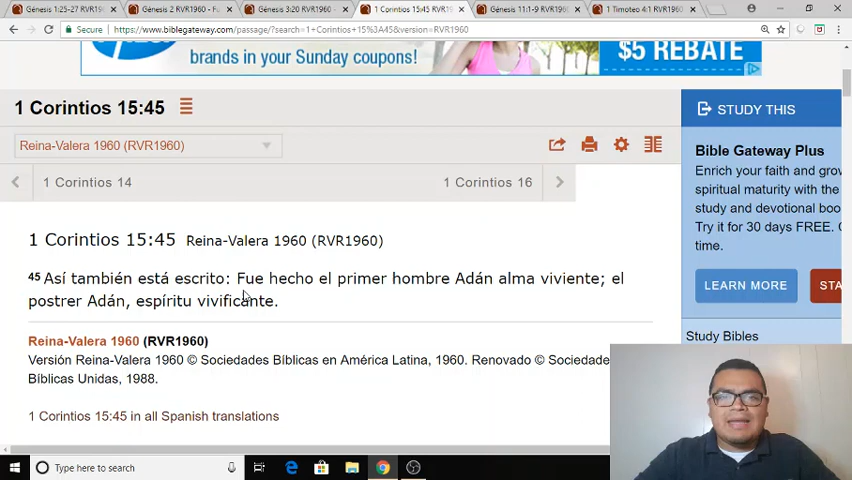 Génesis 1:25-27 RVR19
Génesis 2 RVR1960 - Fu
Génesis 3:20 RVR1960 -
1 Corintios 15:45 RVR1
Génesis 11:1-9 RVR1960
1 Timoteo 4:1 RVR1960
Secure https://www.biblegateway.com/passage/?search=1+Corintios+15%3A45&version=RVR1960
brands in your Sunday coupons!
$5 REBATE
1 Corintios 15:45
STUDY THIS
Reina-Valera 1960 (RVR1960)
1 Corintios 14
1 Corintios 16
1 Corintios 15:45 Reina-Valera 1960 (RVR1960)
45 Así también está escrito: Fue hecho el primer hombre Adán alma viviente; el
postrer Adán, espíritu vivificante.
Reina-Valera 1960 (RVR1960)
Versión Reina-Valera 1960 © Sociedades Bíblicas en América Latina, 1960. Renovado © Sociedade
Bíblicas Unidas, 1988.
1 Corintios 15:45 in all Spanish translations
Bible Gateway Plus
Enrich your faith and grow
spiritual maturity with the
study and devotional boo
Try it for 30 days FREE.
time.
LEARN MORE
STA
Study Bibles
Type here to search